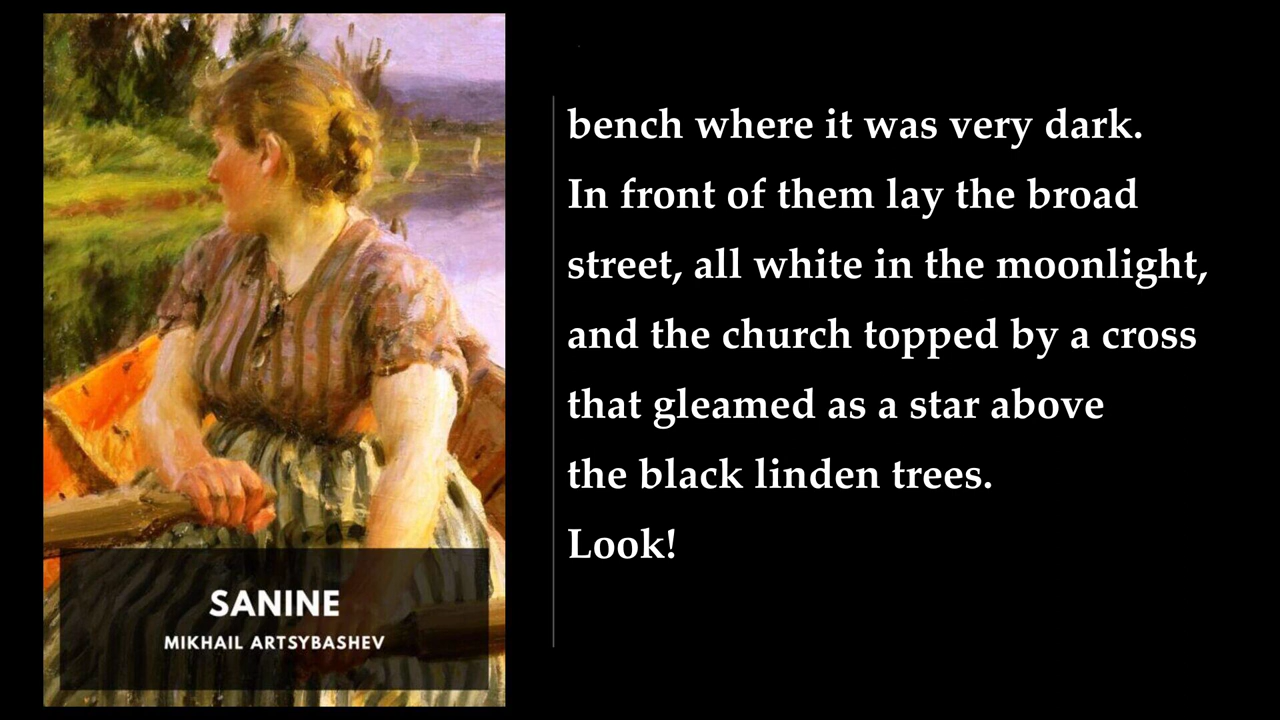 SANINE
MIKHAIL ARTSYBASHEV
bench where it was very dark.
In front of them lay the broad
street, all white in the moonlight,
and the church topped by a cross
that gleamed as a star above
the black linden trees.
Look!